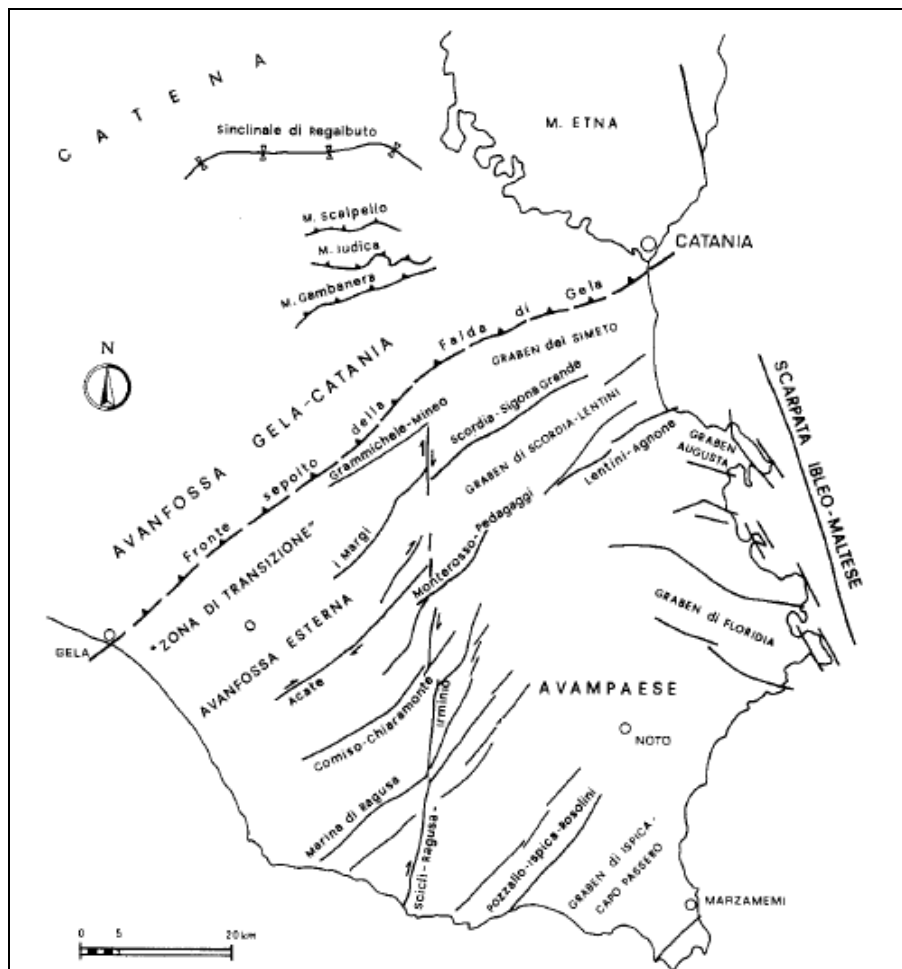 CATENA
Sinclinale di Regalbuto
M. ETNA
M. Scalpello
M. Iudica
M. Gambanera
CATANIA
N
AVANFOSSA GELA-CATANIA
Fronte sepolto della Falda di Gela
GRABEN del SIMETO
Grammichele-Mineo
Scordia-Sigona Grande
GRABEN di SCORDIA-LENTINI
Lentini-Agnone
GRABEN
AUGUSTA
SCARPATA IBLEO-MALTESE
i Margi
Monterosso-Pedagaggi
"ZONA DI TRANSIZIONE"
AVANFOSSA ESTERNA
GELA
Acate
GRABEN di FLORIDIA
Comiso-Chiaramonte
AVAMPAESE
NOTO
Marina di Ragusa
Scicli-Ragusa-Irminio
Pozzallo-Ispica-Rosolini
GRABEN di ISPICA-
CAPO PASSERO
MARZAMEMI
0 5 20 km